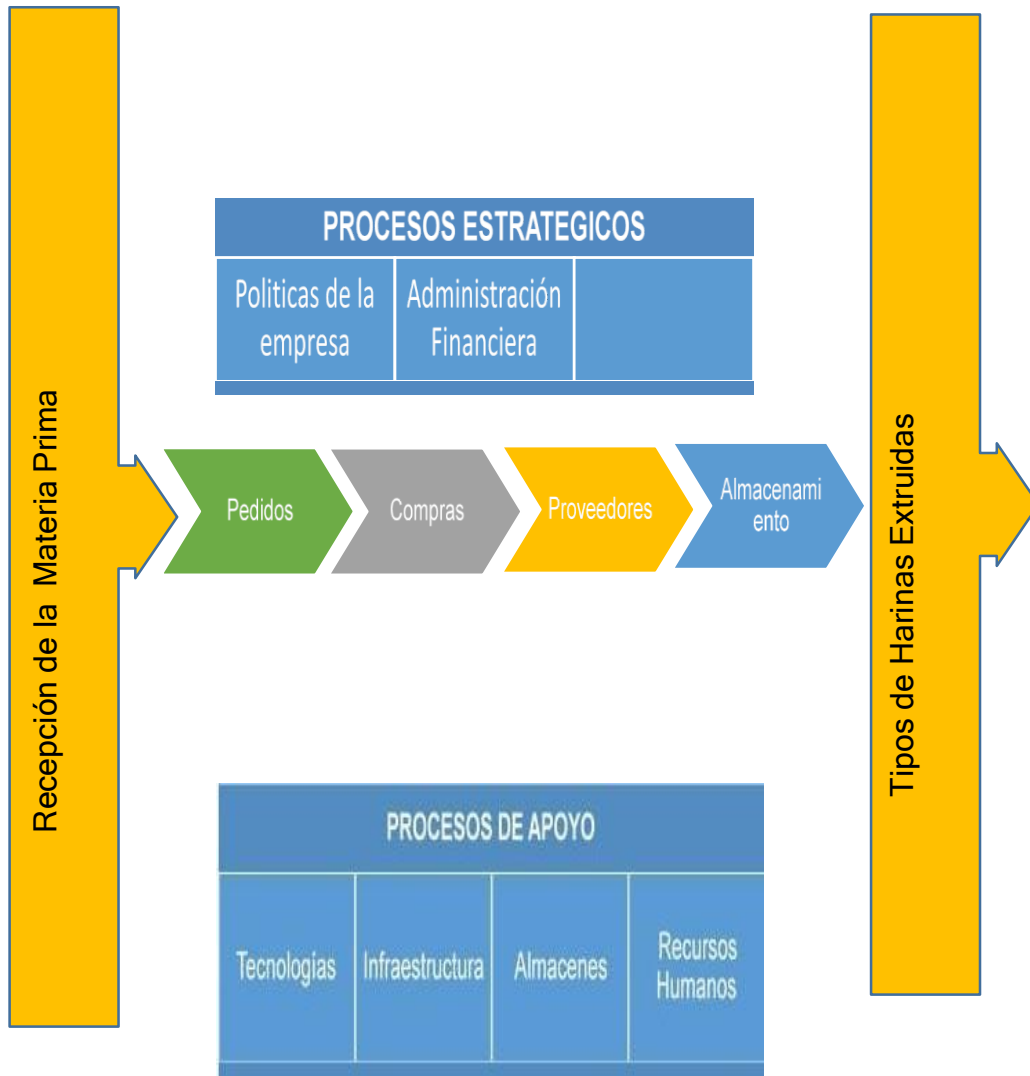 Recepción de la Materia Prima
PROCESOS ESTRATEGICOS
Politicas de la
empresa
Administración
Financiera
Pedidos
Compras
Proveedores
Almacenami
ento
PROCESOS DE APOYO
Tecnologías
Infraestructura
Almacenes
Recursos
Humanos
Tipos de Harinas Extruidas